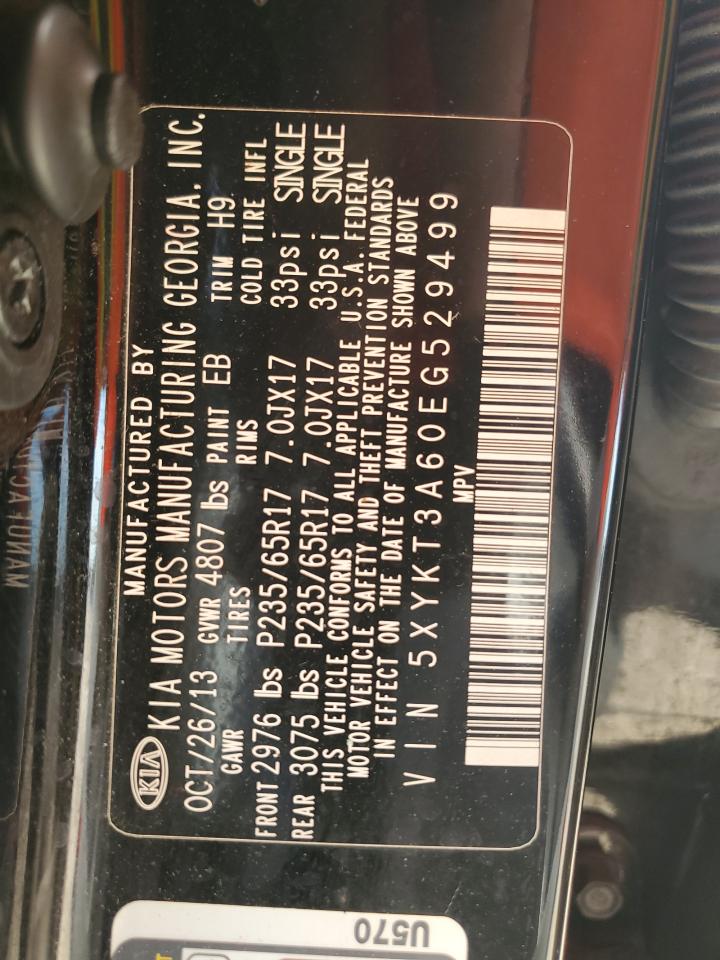 MANUFACTURED BY
KIA KIA MOTORS MANUFACTURING GEORGIA, INC.
OCT/26/13 GVWR 4807 lbs PAINT EB TRIM H9
GAWR TIRES RIMS COLD TIRE INFL
FRONT 2976 lbs P235/65R17 7.0JX17 33psi SINGLE
REAR 3075 lbs P235/65R17 7.0JX17 33psi SINGLE
THIS VEHICLE CONFORMS TO ALL APPLICABLE U.S.A. FEDERAL
MOTOR VEHICLE SAFETY AND THEFT PREVENTION STANDARDS
IN EFFECT ON THE DATE OF MANUFACTURE SHOWN ABOVE
VIN 5XYKT3A60EG529499
MPV
U570